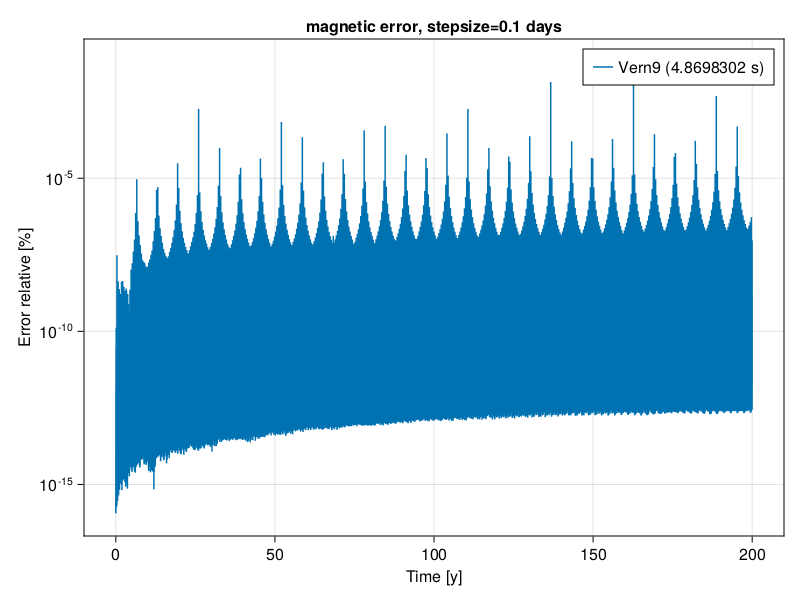 magnetic error, stepsize=0.1 days
Vern9 (4.8698302 s)
Error relative [%]
10⁻⁵
10⁻¹⁰
10⁻¹⁵
0 50 100 150 200
Time [y]